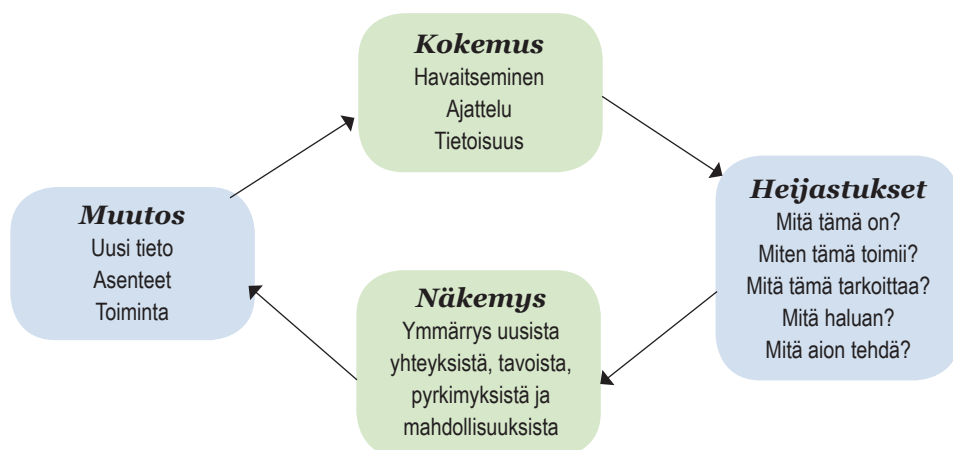 Kokemus
Havaitseminen
Ajattelu
Tietoisuus
Heijastukset
Mitä tämä on?
Miten tämä toimii?
Mitä tämä tarkoittaa?
Mitä haluan?
Mitä aion tehdä?
Näkemys
Ymmärrys uusista
yhteyksistä, tavoista,
pyrkimyksistä ja
mahdollisuuksista
Muutos
Uusi tieto
Asenteet
Toiminta